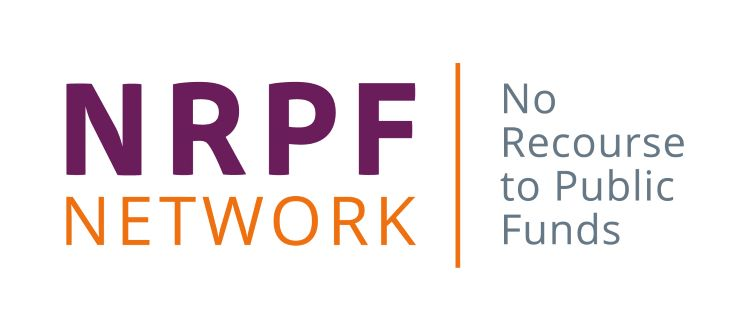 NRPF
NETWORK
No
Recourse
to Public
Funds